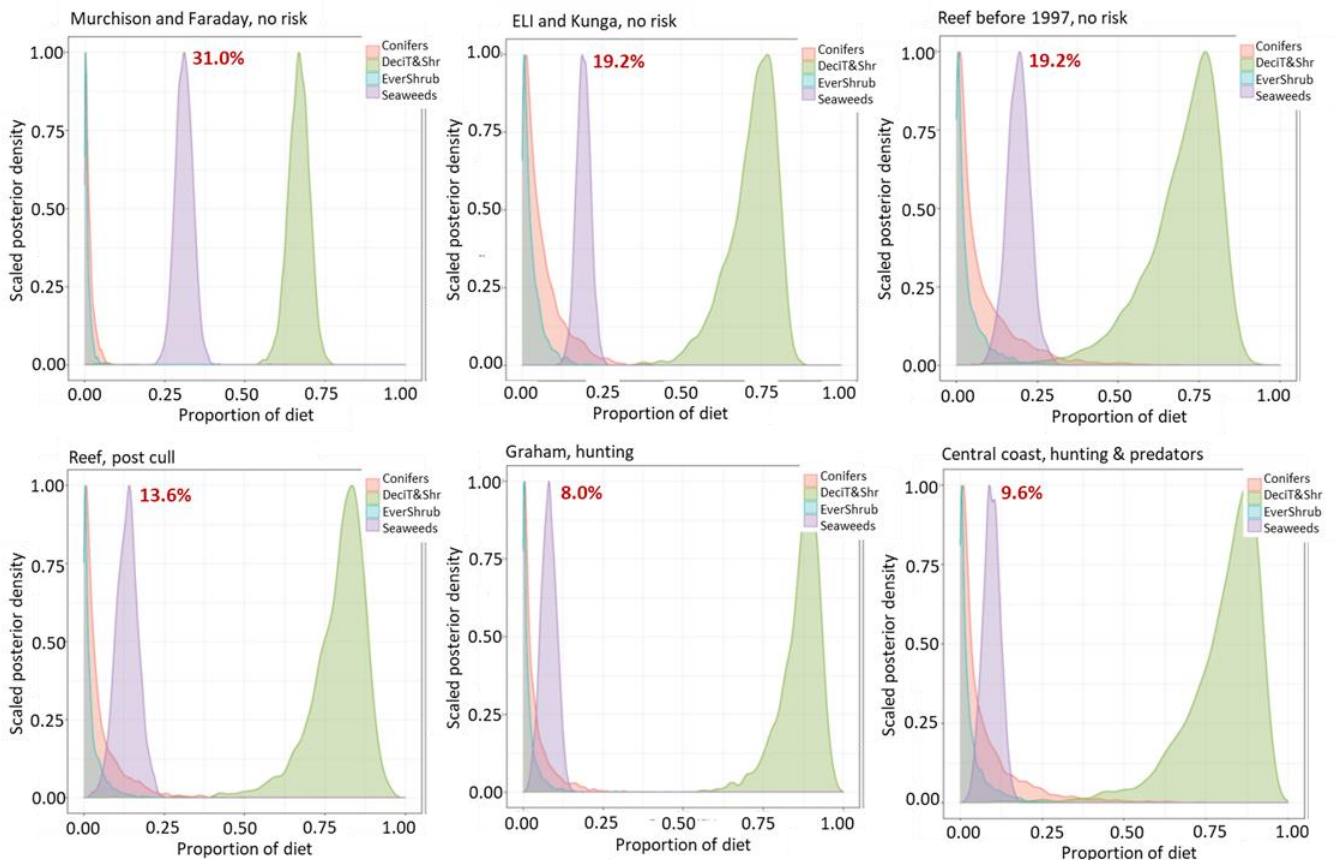 Murchison and Faraday, no risk
1.00
0.75
0.50
0.25
0.00
Scaled posterior density
31.0%
Conifers
DeciT&Shr
EverShrub
Seaweeds
0.00 0.25 0.50 0.75 1.00
Proportion of diet
ELI and Kunga, no risk
1.00
0.75
0.50
0.25
0.00
Scaled posterior density
19.2%
Conifers
DeciT&Shr
EverShrub
Seaweeds
0.00 0.25 0.50 0.75 1.00
Proportion of diet
Reef before 1997, no risk
1.00
0.75
0.50
0.25
0.00
Scaled posterior density
19.2%
Conifers
DeciT&Shr
EverShrub
Seaweeds
0.00 0.25 0.50 0.75 1.00
Proportion of diet
Reef, post cull
1.00
0.75
0.50
0.25
0.00
Scaled posterior density
13.6%
Conifers
DeciT&Shr
EverShrub
Seaweeds
0.00 0.25 0.50 0.75 1.00
Proportion of diet
Graham, hunting
1.00
0.75
0.50
0.25
0.00
Scaled posterior density
8.0%
Conifers
DeciT&Shr
EverShrub
Seaweeds
0.00 0.25 0.50 0.75 1.00
Proportion of diet
Central coast, hunting & predators
1.00
0.75
0.50
0.25
0.00
Scaled posterior density
9.6%
Conifers
DeciT&Shr
EverShrub
Seaweeds
0.00 0.25 0.50 0.75 1.00
Proportion of diet